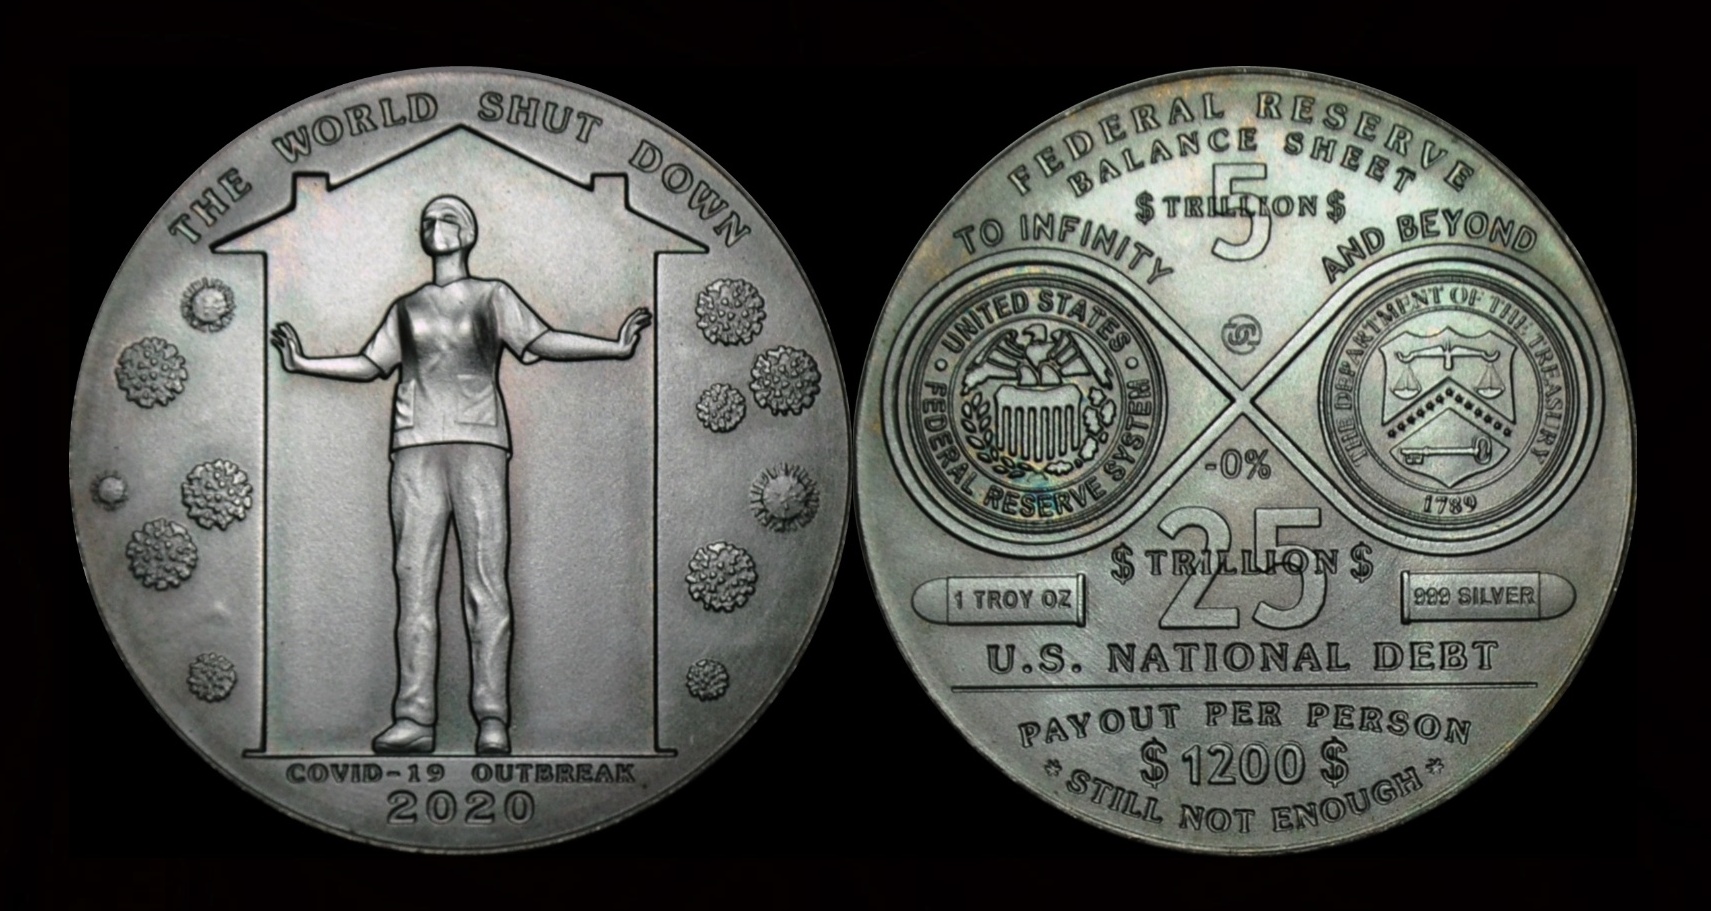 THE WORLD SHUT DOWN
COVID-19 OUTBREAK
2020
FEDERAL RESERVE
BALANCE SHEET
5
$ TRILLION $
TO INFINITY AND BEYOND
UNITED STATES
FEDERAL RESERVE SYSTEM
THE DEPARTMENT OF THE TREASURY
1789
-0%
25
$ TRILLION $
1 TROY OZ
999 SILVER
U.S. NATIONAL DEBT
PAYOUT PER PERSON
$ 1200 $
* STILL NOT ENOUGH *